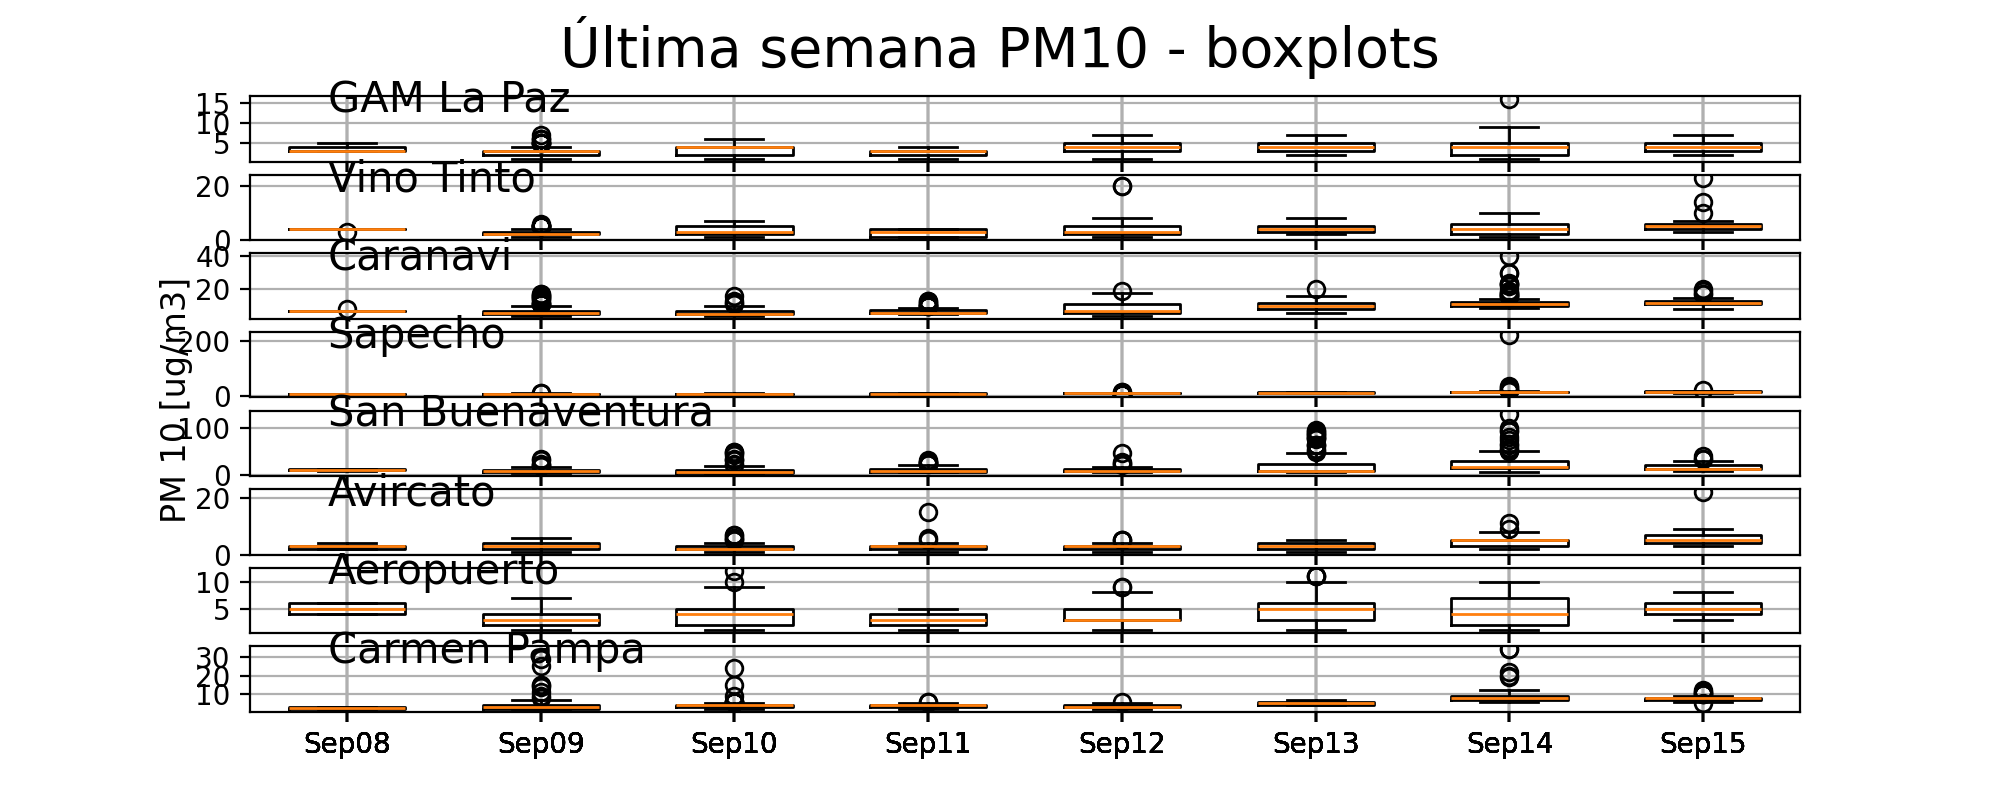 Última semana PM10 - boxplots
GAM La Paz
15
10
5
Vino Tinto
20
0
Caranavi
40
20
Sapecho
200
0
PM 10 [ug/m3]
San Buenaventura
100
0
Avircato
20
0
Aeropuerto
10
5
Carmen Pampa
30
20
10
Sep08 Sep09 Sep10 Sep11 Sep12 Sep13 Sep14 Sep15